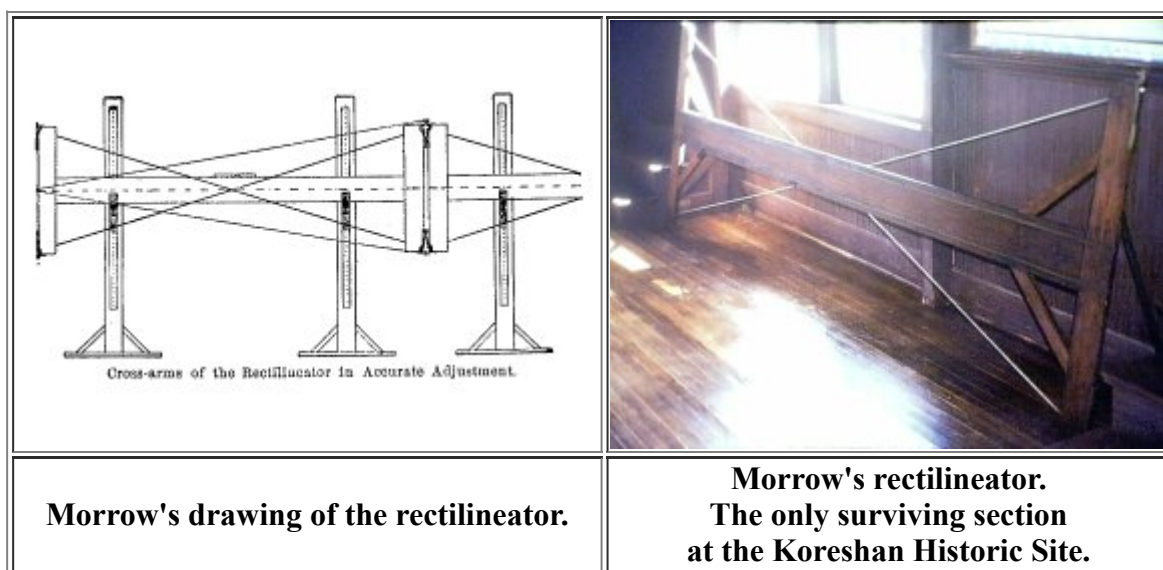 Cross-arms of the Rectilineator in Accurate Adjustment.
Morrow's drawing of the rectilineator.
Morrow's rectilineator.
The only surviving section
at the Koreshan Historic Site.